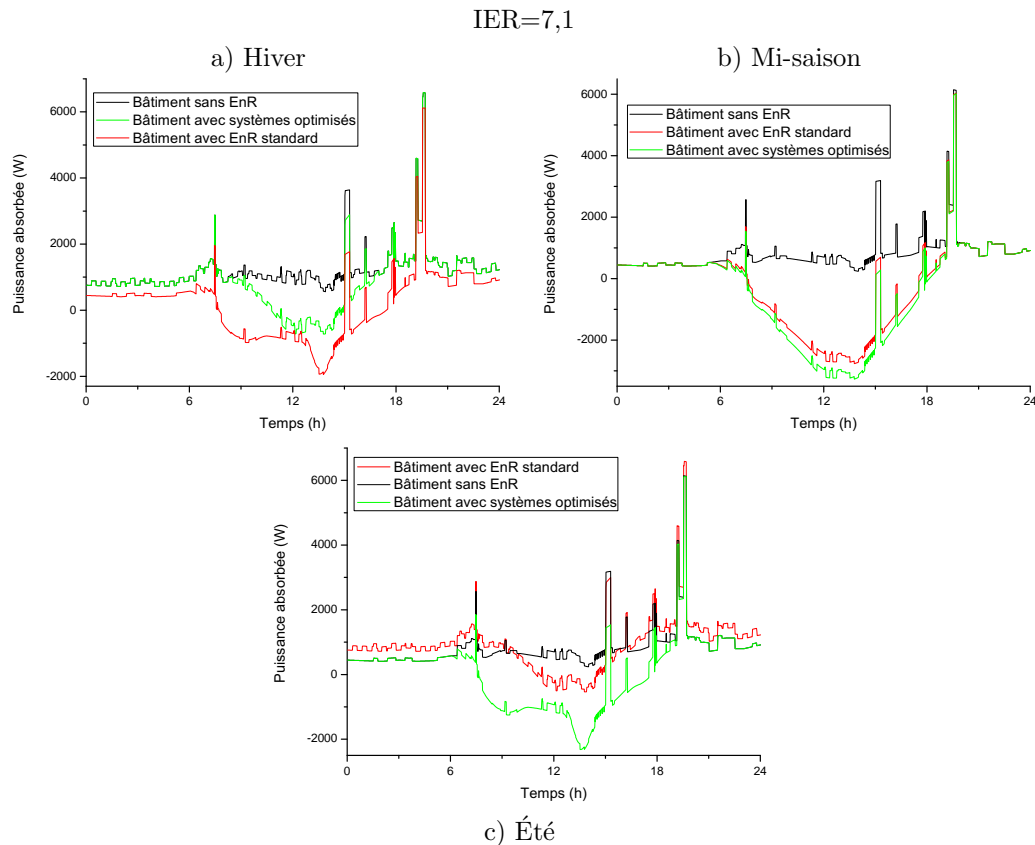 IER=7,1
a) Hiver
b) Mi-saison
Bâtiment sans EnR
Bâtiment avec systèmes optimisés
Bâtiment avec EnR standard
Puissance absorbée (W)
6000
4000
2000
0
-2000
0
6
12
18
24
Temps (h)
Bâtiment sans EnR
Bâtiment avec EnR standard
Bâtiment avec systèmes optimisés
Puissance absorbée (W)
6000
4000
2000
0
-2000
0
6
12
18
24
Temps (h)
Bâtiment avec EnR standard
Bâtiment sans EnR
Bâtiment avec systèmes optimisés
Puissance absorbée (W)
6000
4000
2000
0
-2000
0
6
12
18
24
Temps (h)
c) Été